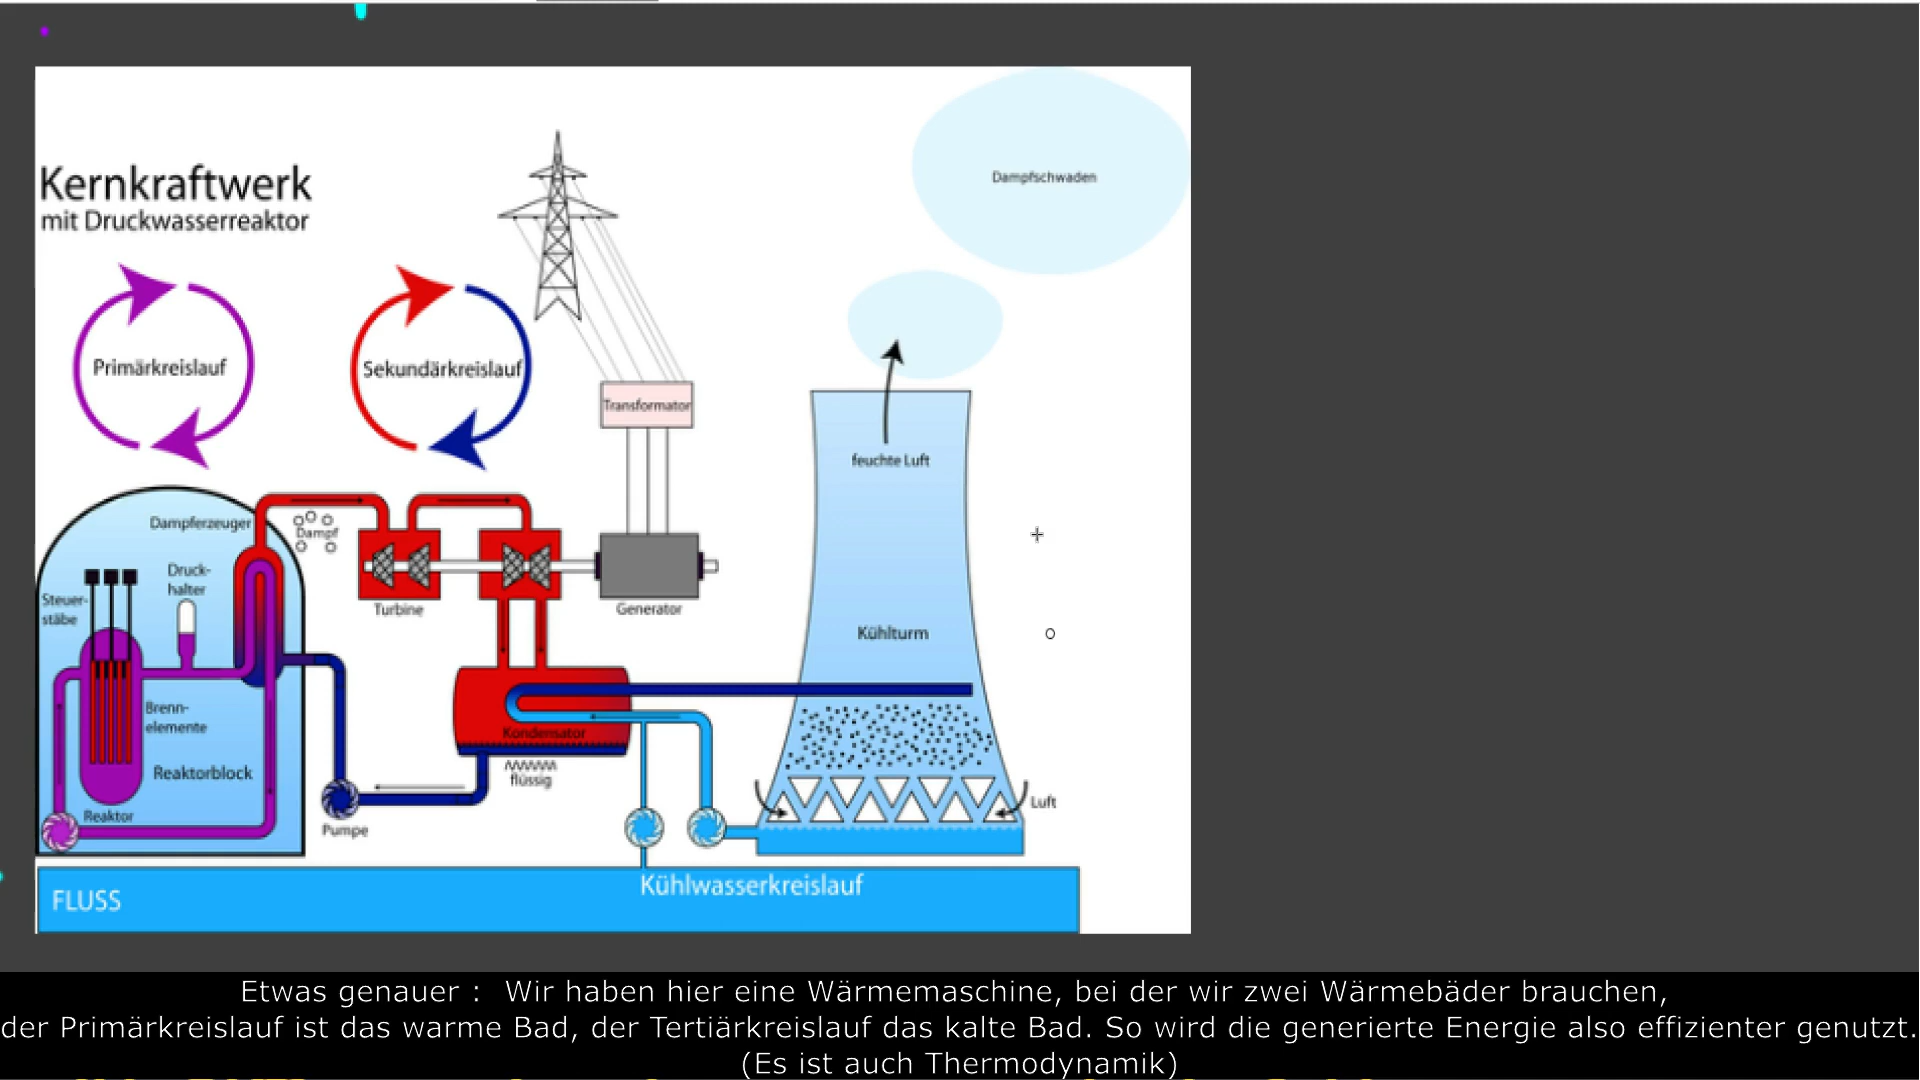 Dampfschwaden
Kernkraftwerk
mit Druckwasserreaktor
Primärkreislauf
Sekundärkreislauf
Transformator
feuchte Luft
Dampferzeuger
Dampf
Druck-
halter
Steuer-
stäbe
Turbine
Generator
Kühlturm
Brenn-
elemente
Kondensator
flüssig
Reaktorblock
Luft
Reaktor
Pumpe
Kühlwasserkreislauf
FLUSS
Etwas genauer : Wir haben hier eine Wärmemaschine, bei der wir zwei Wärmebäder brauchen,
der Primärkreislauf ist das warme Bad, der Tertiärkreislauf das kalte Bad. So wird die generierte Energie also effizienter genutzt.
(Es ist auch Thermodynamik)